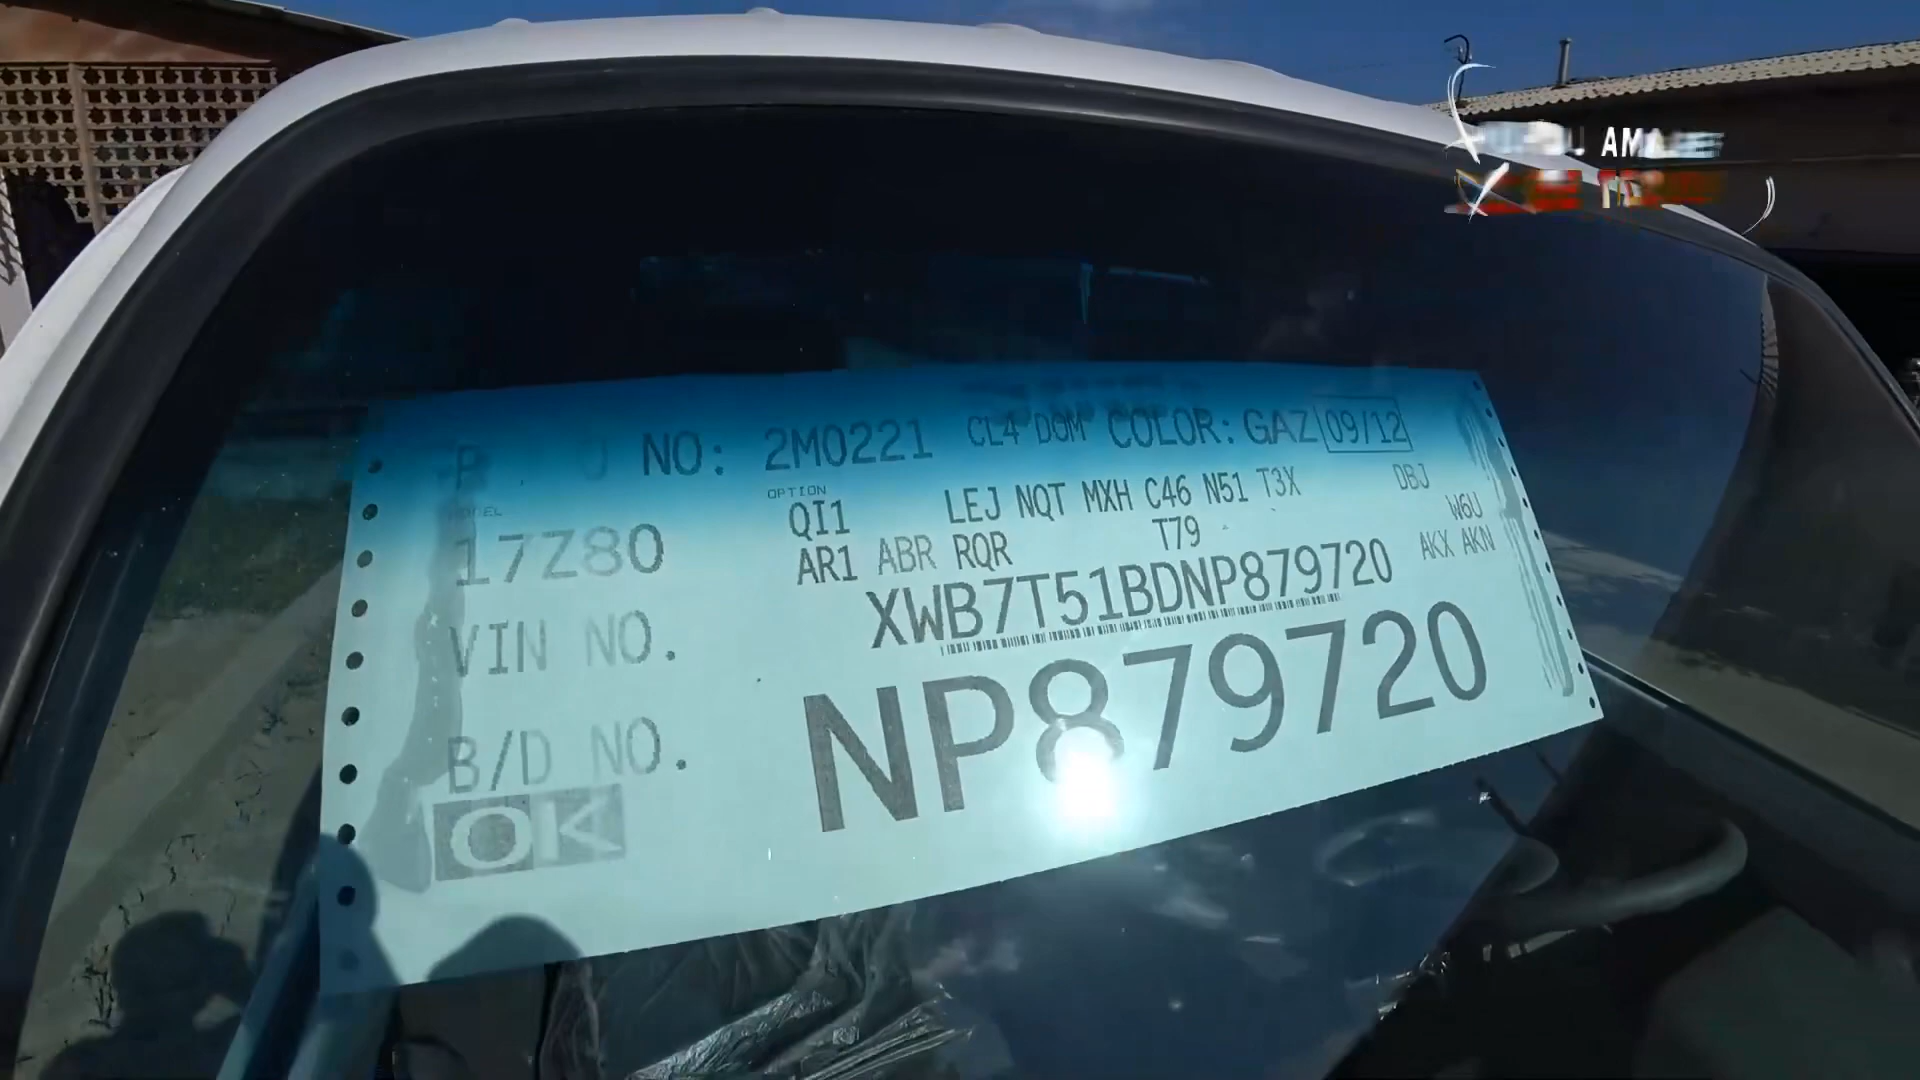 NO: 2M0221 CL4 DOM COLOR: GAZ 09/12
OPTION
17Z80 QI1 LEJ NQT MXH C46 N51 T3X DBJ
AR1 ABR RQR T79 W6U
AKX AKN
VIN NO. XWB7T51BDNP879720
B/D NO. NP879720
OK